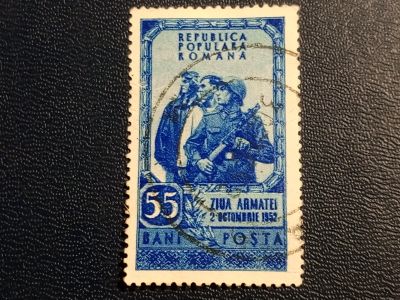 REPUBLICA
POPULARA
ROMANA
55
ZIUA ARMATEI
2 OCTOMBRIE 1952
BANI POSTA